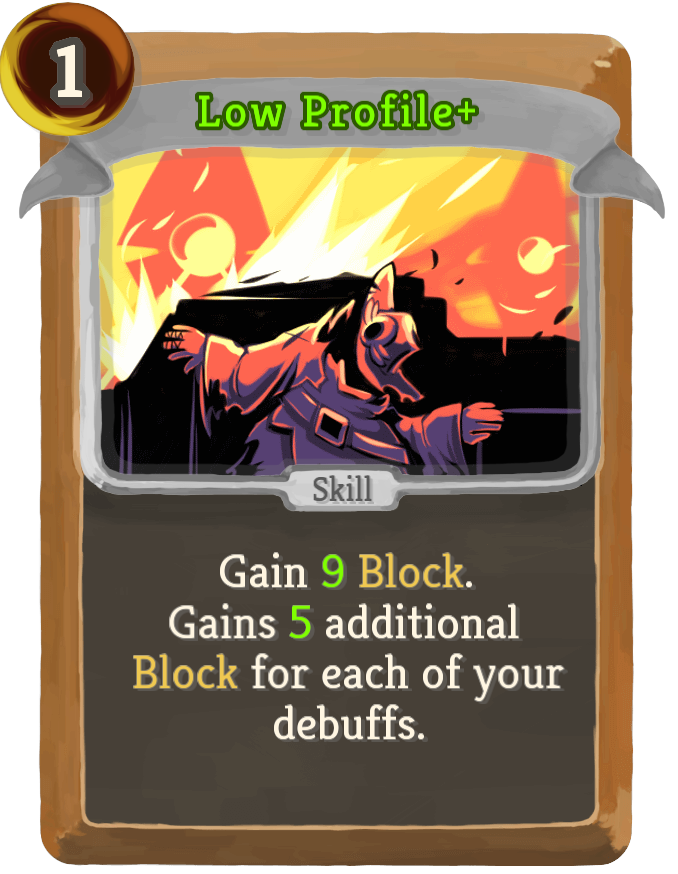 1
Low Profile+
Skill
Gain 9 Block.
Gains 5 additional
Block for each of your
debuffs.